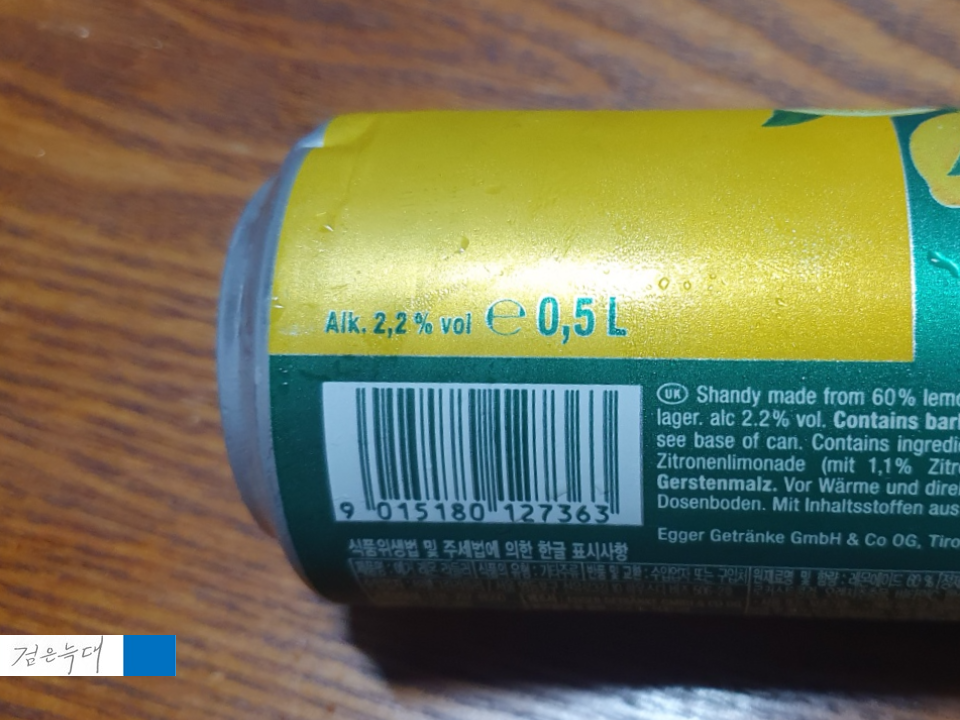 Alk. 2,2 % vol e 0,5 L
UK Shandy made from 60% lemo
lager. alc 2.2% vol. Contains barl
see base of can. Contains ingredi
Zitronenlimonade (mit 1,1% Zitro
Gerstenmalz. Vor Wärme und dire
Dosenboden. Mit Inhaltsstoffen aus
Egger Getränke GmbH & Co OG, Tiro
9 015180 127363
식품위생법 및 주세법에 의한 한글 표시사항
검은늑대